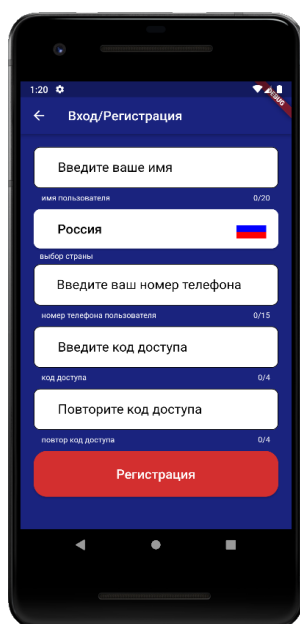 1:20
DEBUG
Вход/Регистрация
Введите ваше имя
имя пользователя 0/20
Россия
выбор страны
Введите ваш номер телефона
номер телефона пользователя 0/15
Введите код доступа
код доступа 0/4
Повторите код доступа
повтор код доступа 0/4
Регистрация